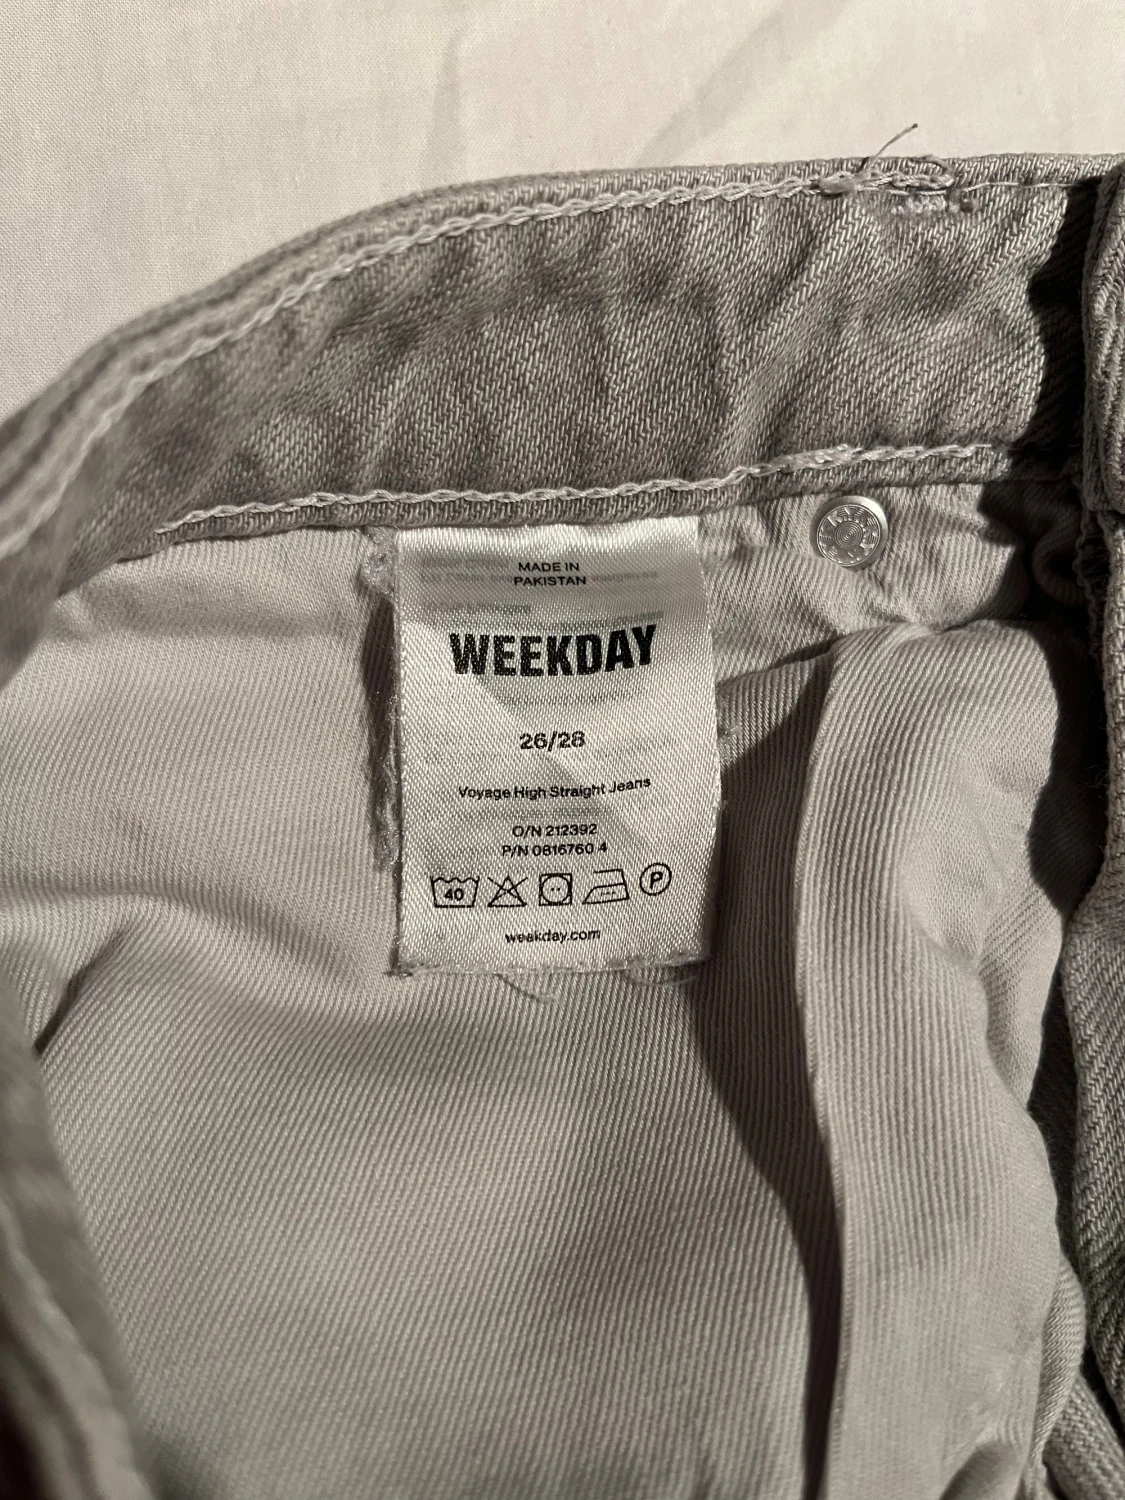 MADE IN
PAKISTAN
WEEKDAY
26/28
Voyage High Straight Jeans
O/N 212392
P/N 0816760 4
40
P
weekday.com